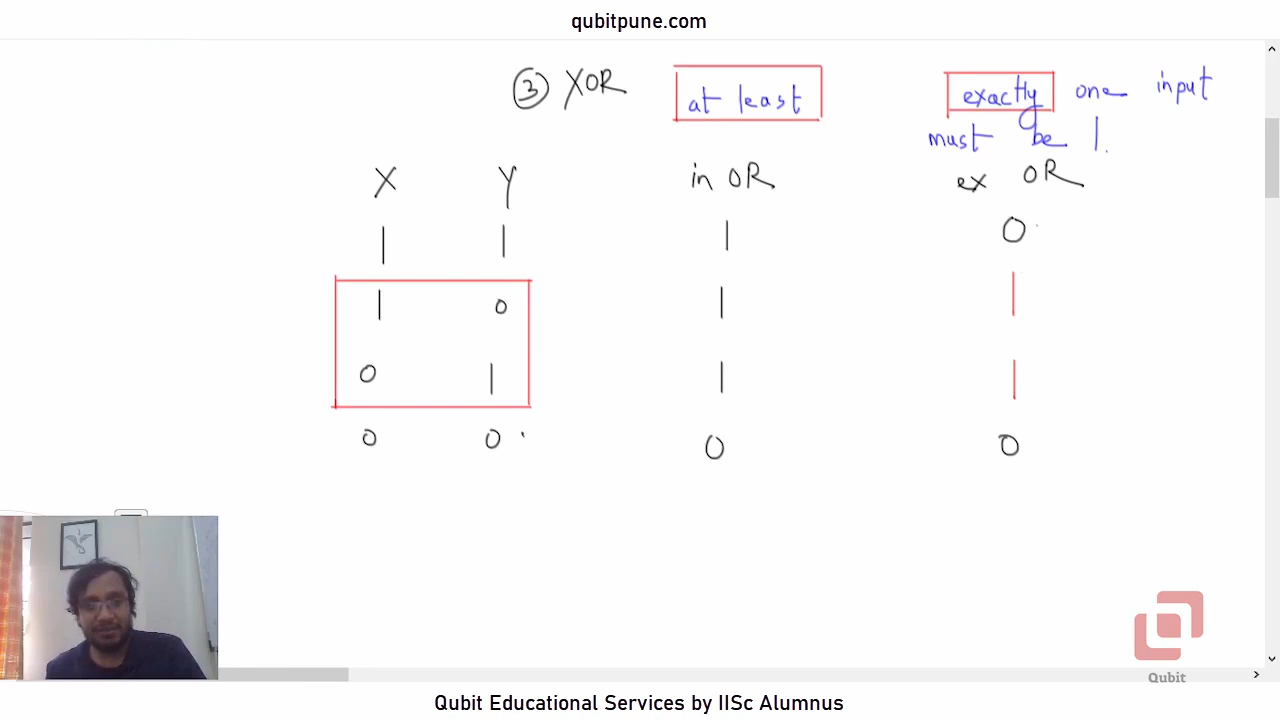 qubitpune.com
③ XOR at least exactly one input
must be 1.
X Y in OR ex OR
1 1 1 0
1 0 1 1
0 1 1 1
0 0 0 0
Qubit
Qubit Educational Services by IISc Alumnus